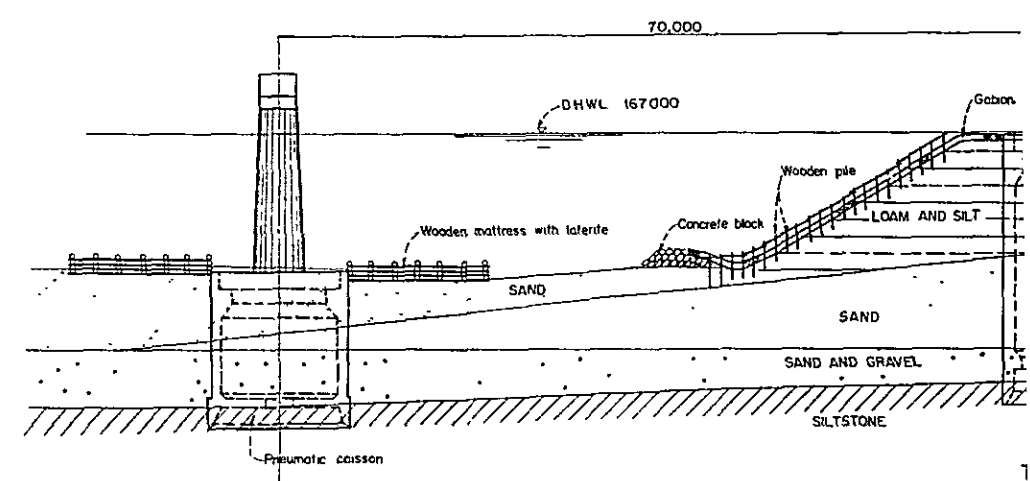 70,000
DHWL 167000
Gabion
Wooden pile
LOAM AND SILT
Concrete block
Wooden mattress with laterite
SAND
SAND
SAND AND GRAVEL
SILTSTONE
Pneumatic caisson